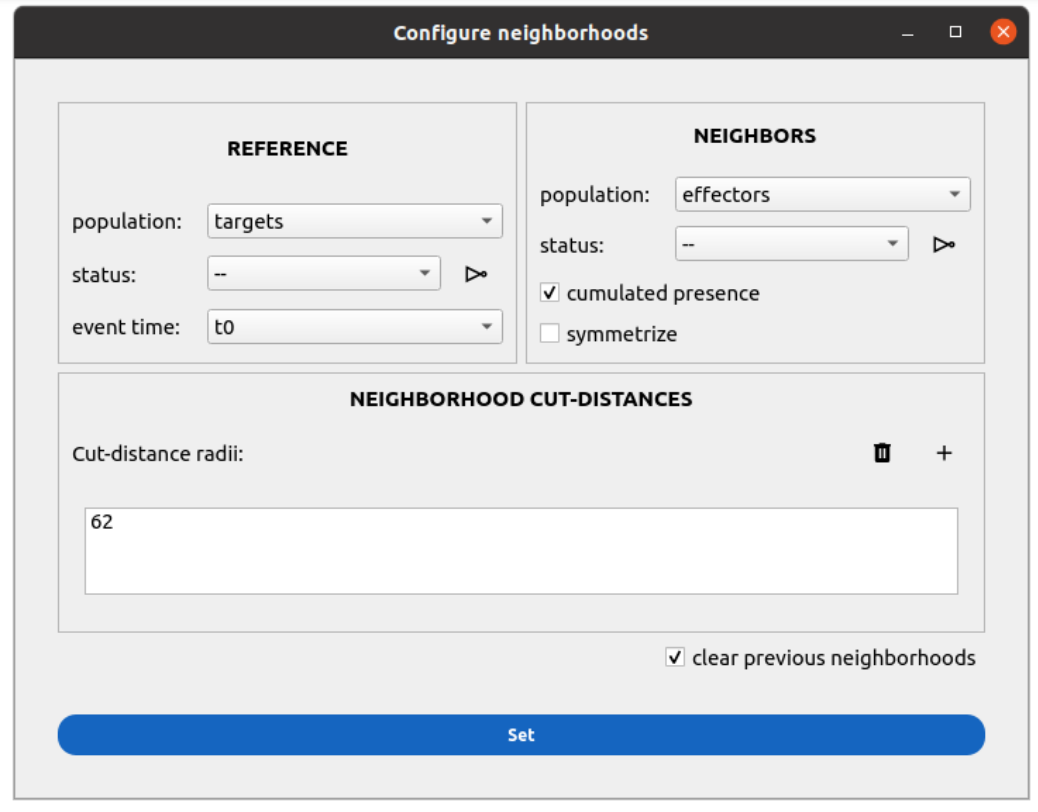 Configure neighborhoods
REFERENCE
population: targets
status: --
event time: t0
NEIGHBORS
population: effectors
status: --
cumulated presence
symmetrize
NEIGHBORHOOD CUT-DISTANCES
Cut-distance radii:
62
clear previous neighborhoods
Set